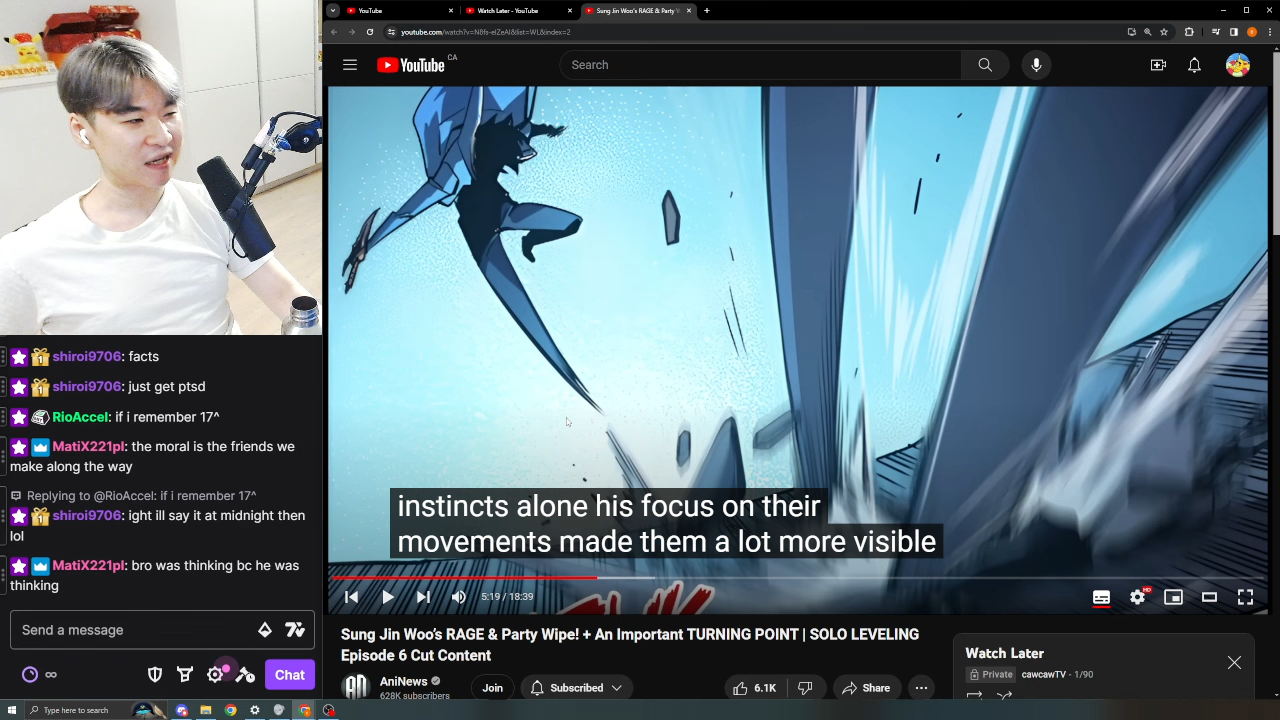 YouTube
Watch Later - YouTube
Sung Jin Woo's RAGE & Party W
youtube.com/watch?v=N8fs-eIZeAI&list=WL&index=2
YouTube CA
Search
shiroi9706: facts
shiroi9706: just get ptsd
RioAccel: if i remember 17^
MatiX221pl: the moral is the friends we
make along the way
Replying to @RioAccel: if i remember 17^
shiroi9706: ight ill say it at midnight then
lol
MatiX221pl: bro was thinking bc he was
thinking
Send a message
Chat
instincts alone his focus on their
movements made them a lot more visible
5:19 / 18:39
HD
Sung Jin Woo's RAGE & Party Wipe! + An Important TURNING POINT | SOLO LEVELING
Episode 6 Cut Content
AniNews
628K subscribers
Join
Subscribed
6.1K
Share
Watch Later
Private cawcawTV - 1/90
Type here to search